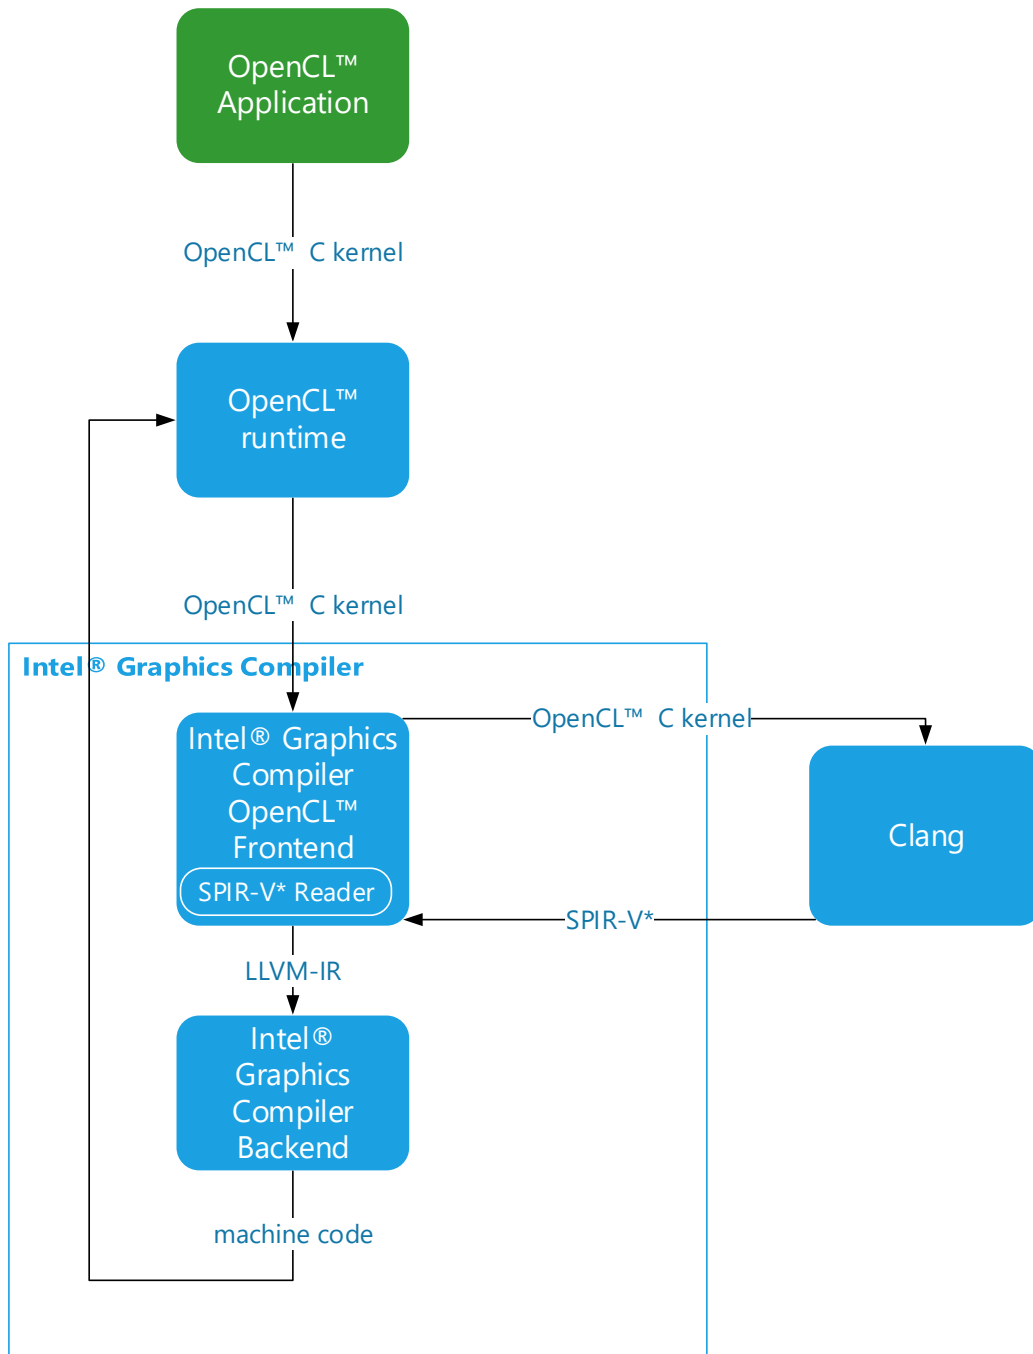 OpenCL™
Application
OpenCL™ C kernel
OpenCL™
runtime
OpenCL™ C kernel
Intel® Graphics Compiler
Intel® Graphics
Compiler
OpenCL™
Frontend
SPIR-V* Reader
OpenCL™ C kernel
Clang
SPIR-V*
LLVM-IR
Intel®
Graphics
Compiler
Backend
machine code